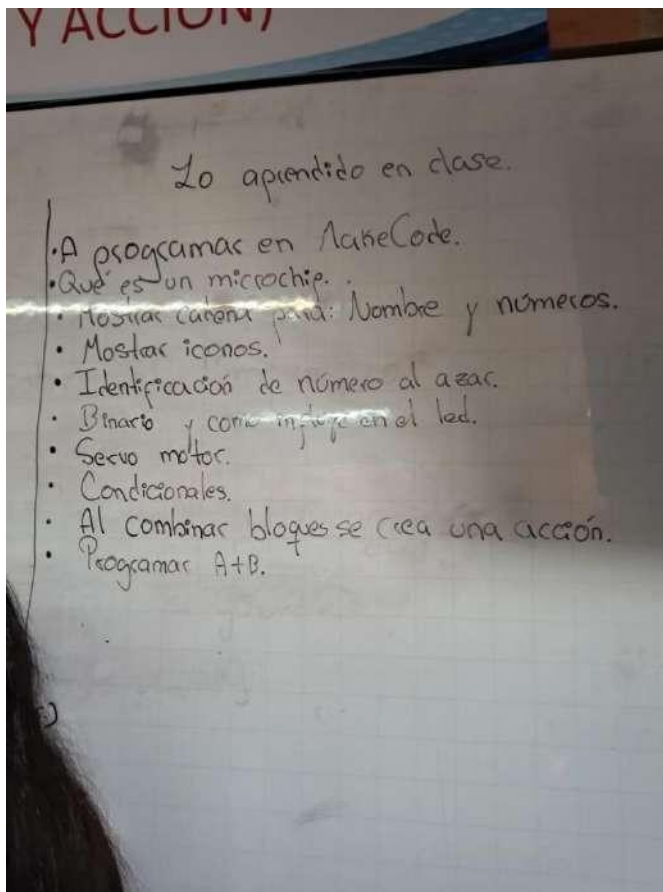 Y ACCIÓN)
Lo aprendido en clase.
• A programar en MakeCode.
• Qué es un microchip.
• Mostrar cadena para: Nombre y números.
• Mostrar iconos.
• Identificación de número al azar.
• Binario y como influye en el led.
• Servo motor.
• Condicionales.
• Al combinar bloques se crea una acción.
• Programar A+B.
:)